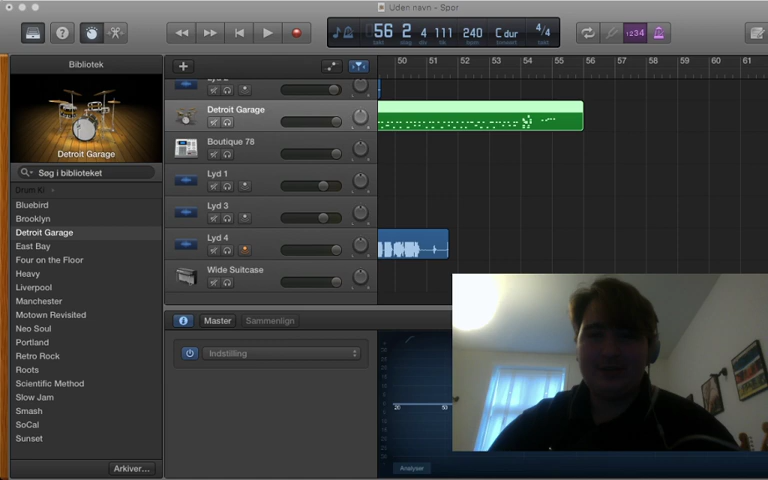 Uden navn - Spor
1234
56 2 4 111 240 C dur 4/4
Bibliotek
50 51 52 53 54 55 56 57 58 59 60 61
Detroit Garage
Detroit Garage
Boutique 78
Søg i biblioteket
Lyd 1
Bluebird
Brooklyn
Lyd 3
Detroit Garage
East Bay
Lyd 4
Four on the Floor
Heavy
Wide Suitcase
Liverpool
Manchester
Motown Revisited
Master
Sammenlign
Neo Soul
Portland
Retro Rock
Indstilling
Roots
Scientific Method
Slow Jam
20 50
Smash
SoCal
Sunset
Arkiver...
Analyser